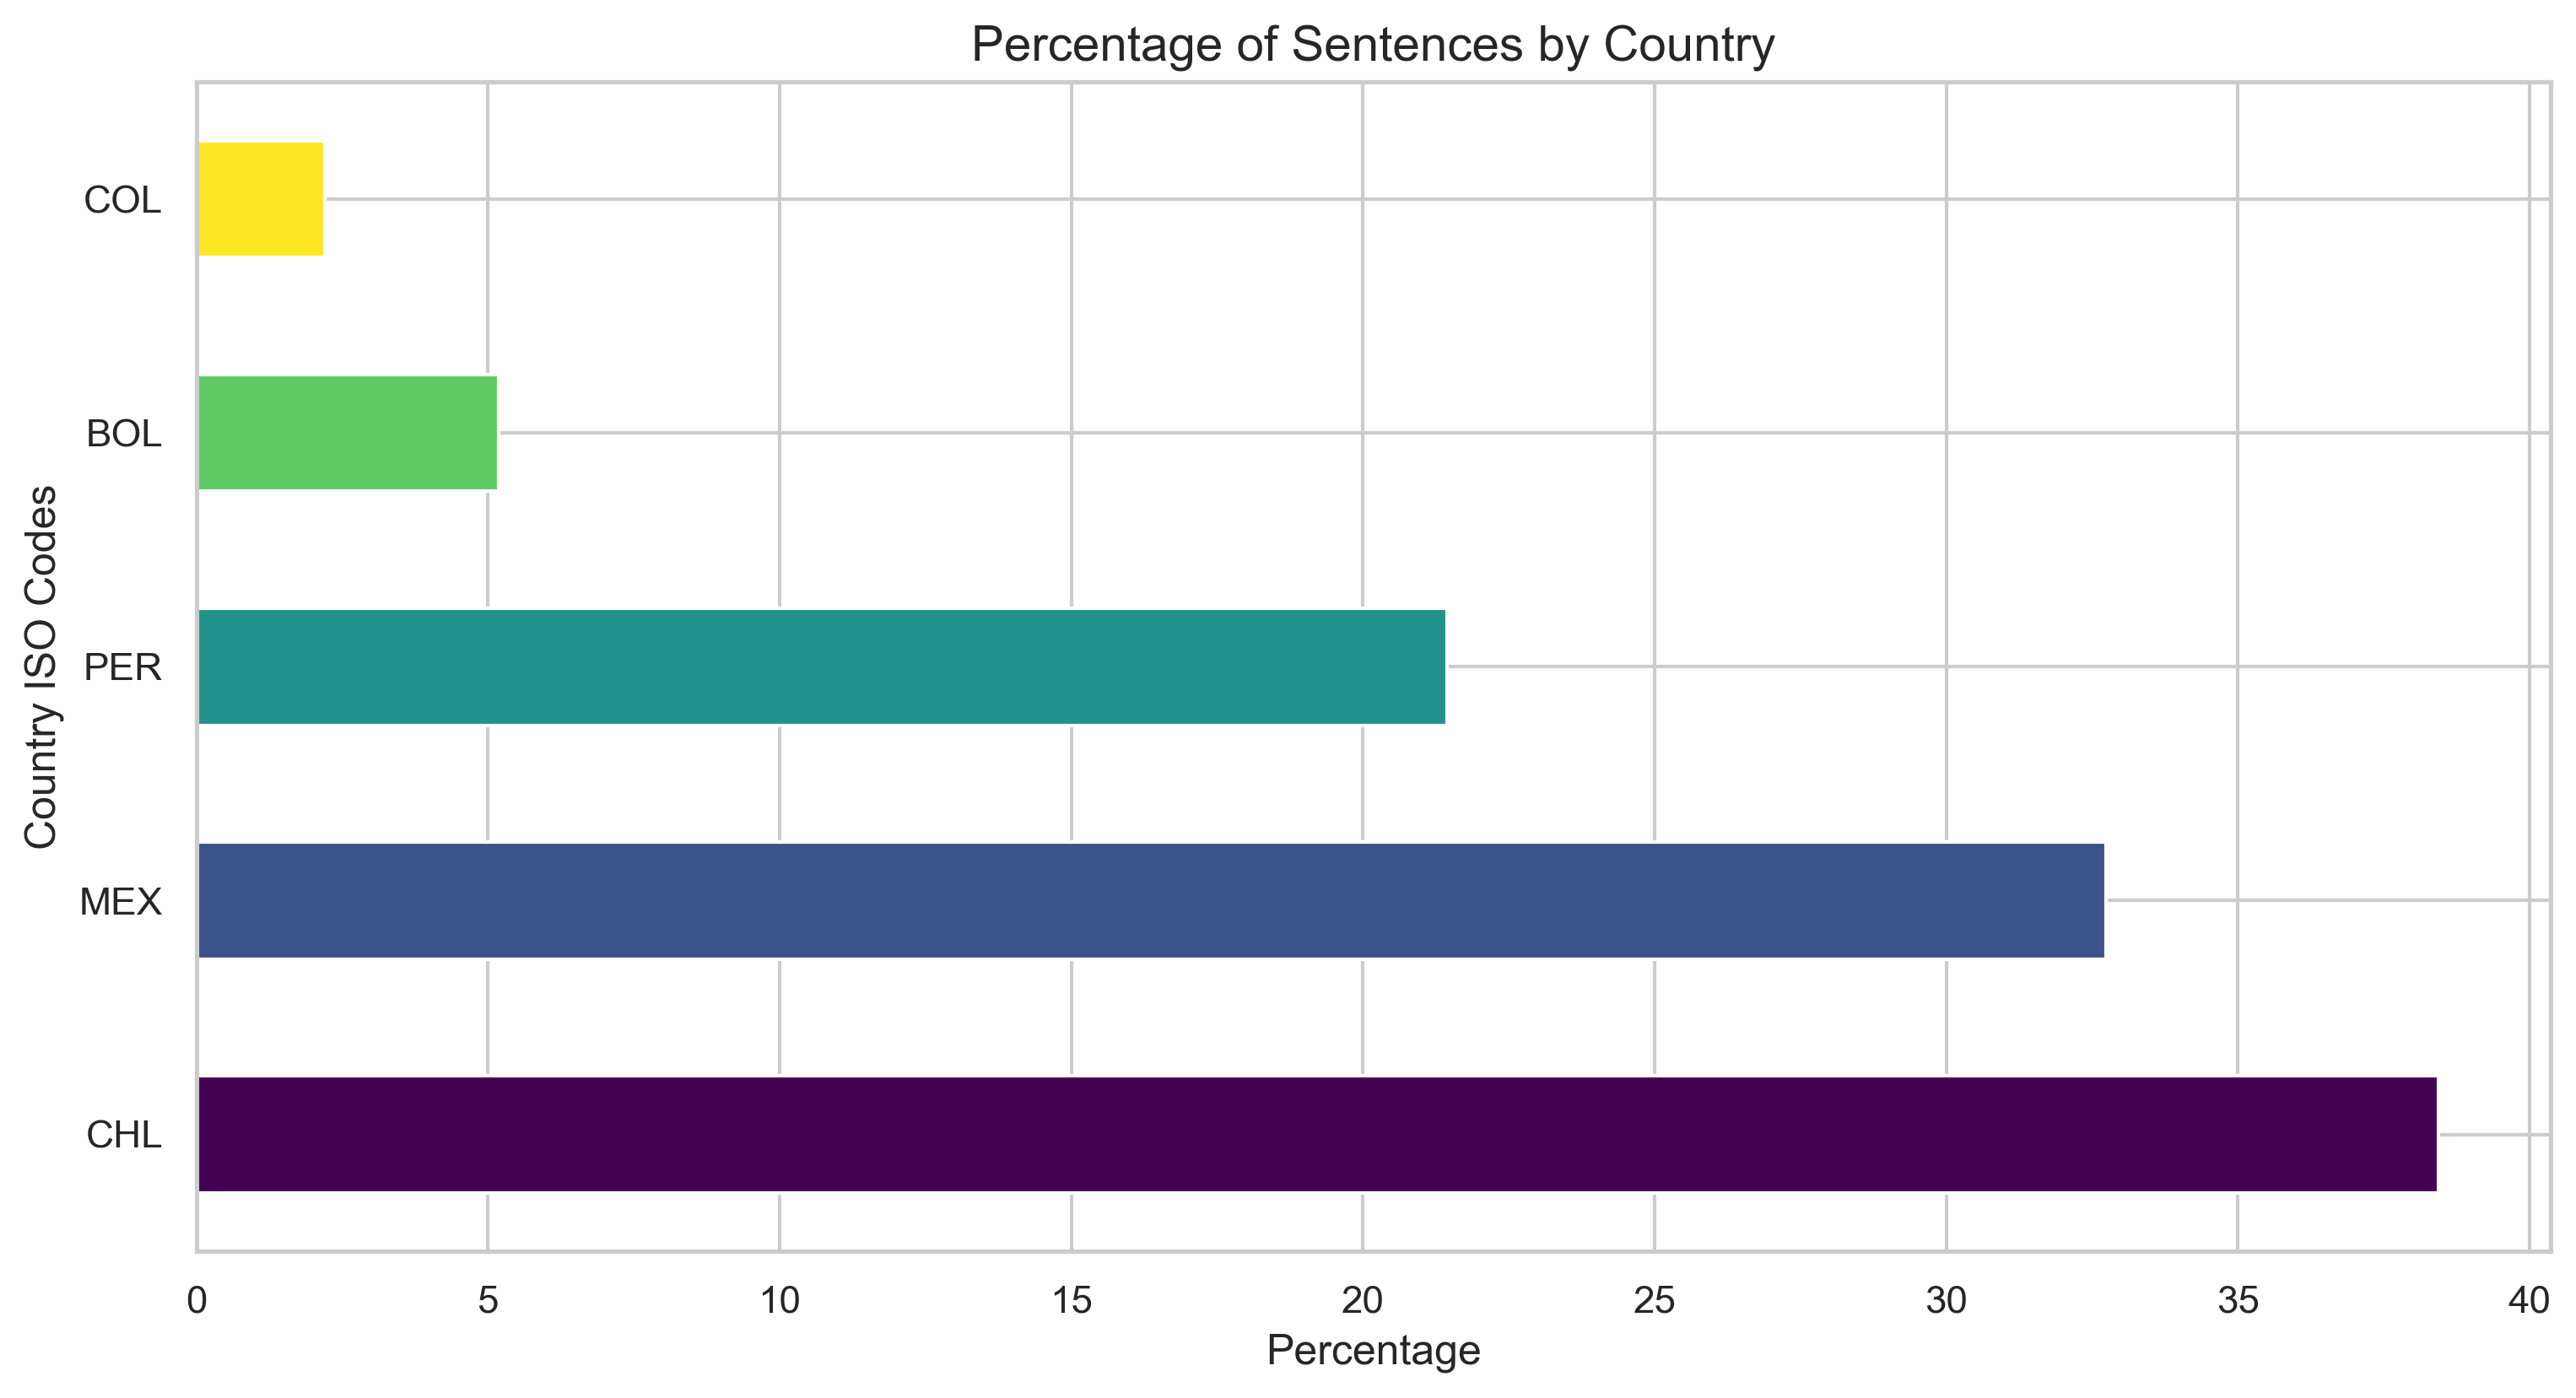 Percentage of Sentences by Country
COL
BOL
PER
MEX
CHL
Country ISO Codes
0 5 10 15 20 25 30 35 40
Percentage